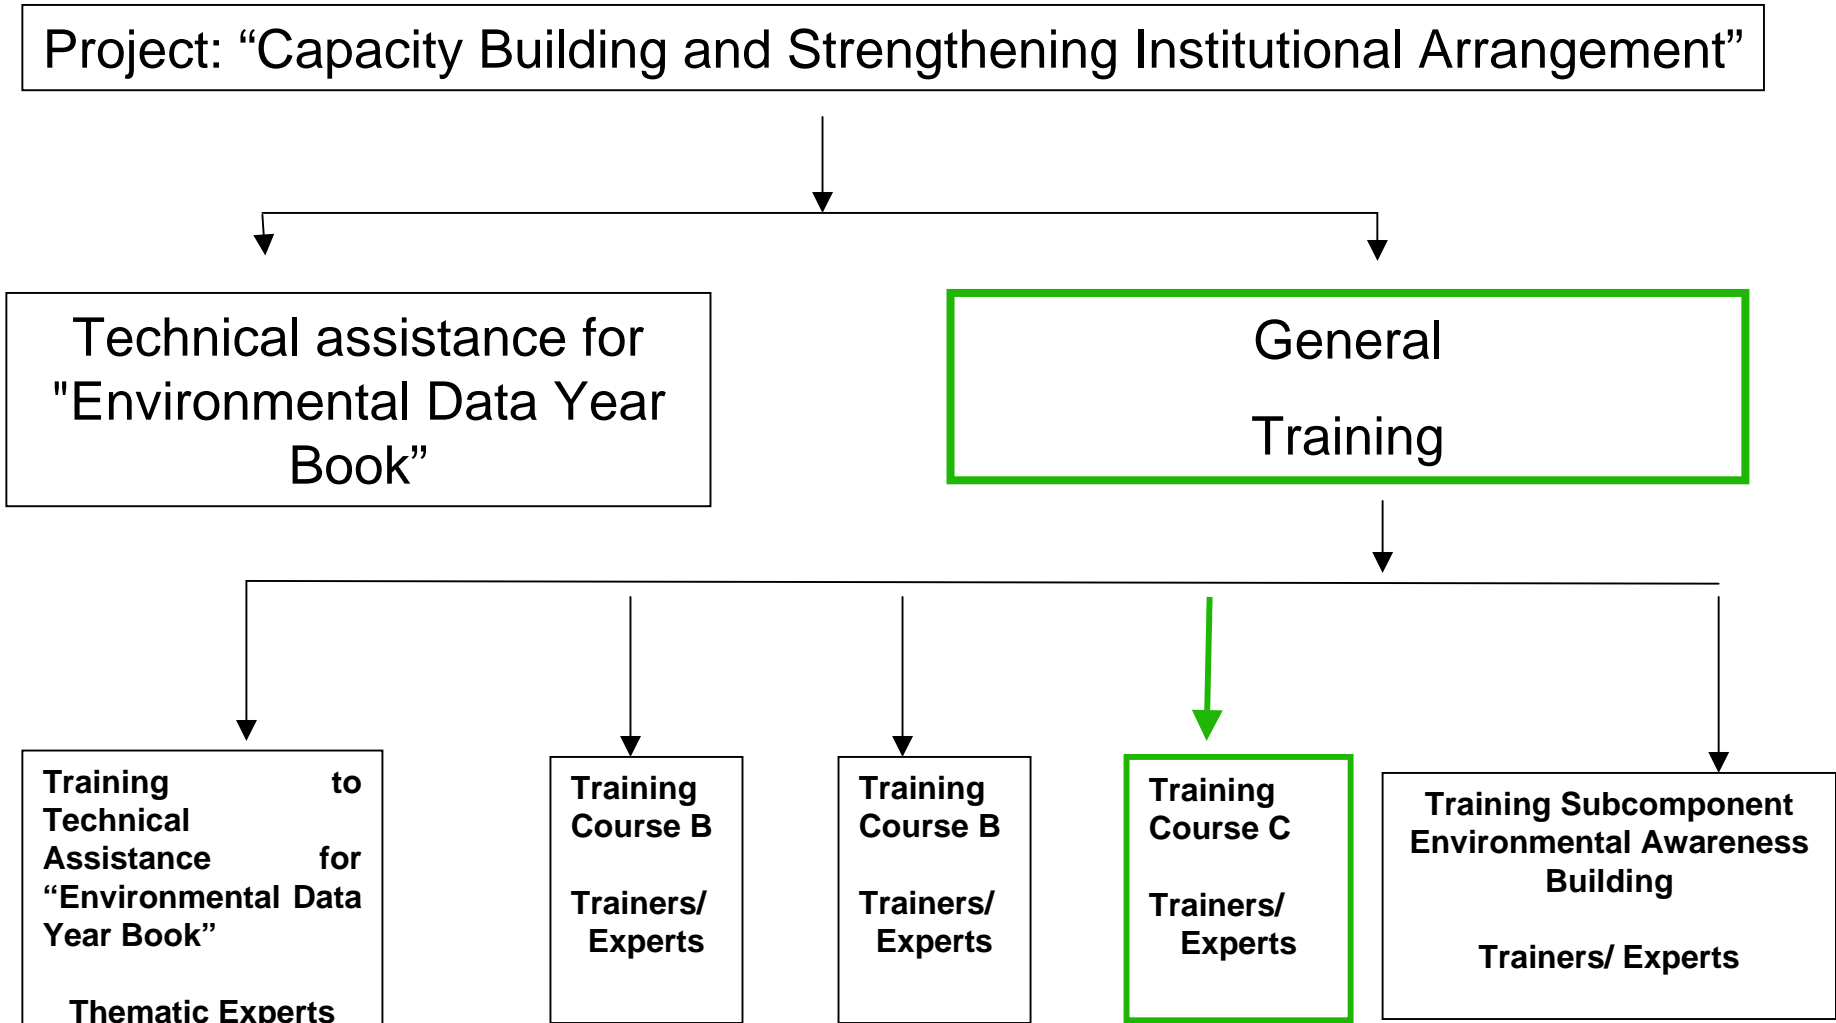 Project: “Capacity Building and Strengthening Institutional Arrangement”
Technical assistance for
"Environmental Data Year
Book”
General
Training
Training to
Technical
Assistance for
“Environmental Data
Year Book”
Thematic Experts
Training
Course B
Trainers/
Experts
Training
Course B
Trainers/
Experts
Training
Course C
Trainers/
Experts
Training Subcomponent
Environmental Awareness
Building
Trainers/ Experts